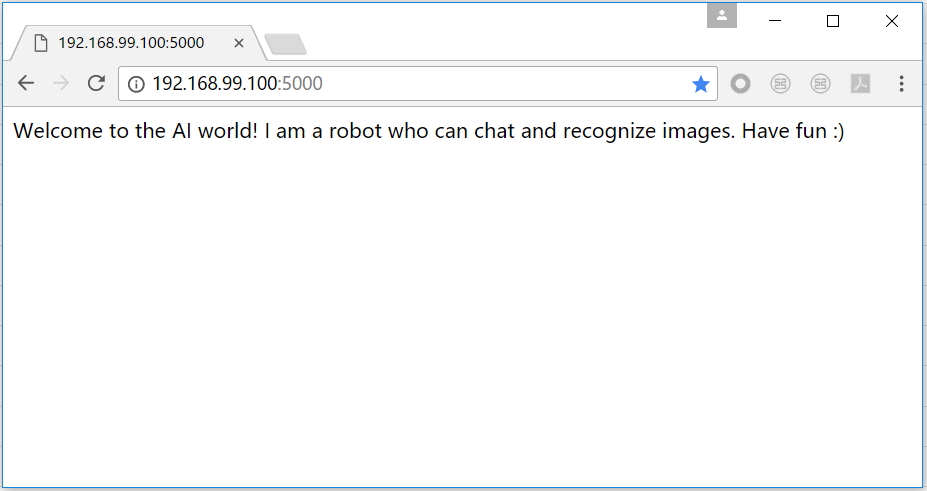 192.168.99.100:5000
192.168.99.100:5000
Welcome to the AI world! I am a robot who can chat and recognize images. Have fun :)